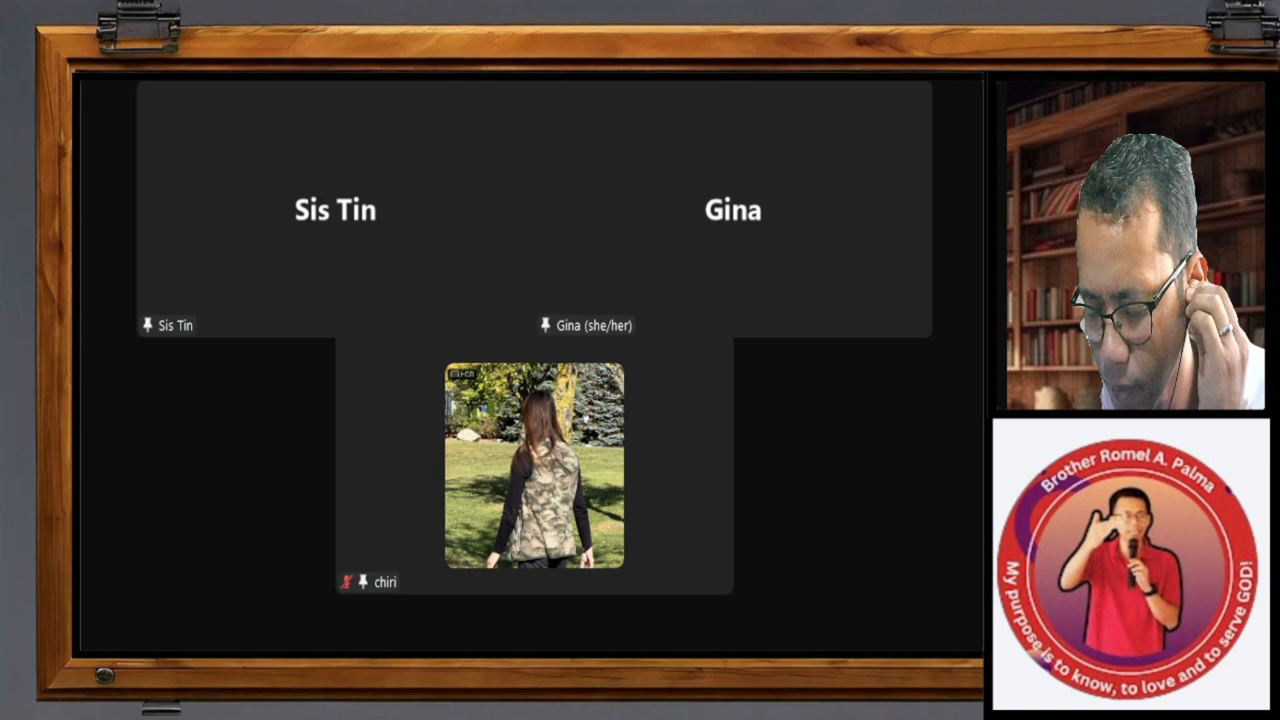 Sis Tin
Gina
Sis Tin
Gina (she/her)
chiri
Brother Romel A. Palma
My purpose is to know, to love and to serve GOD!